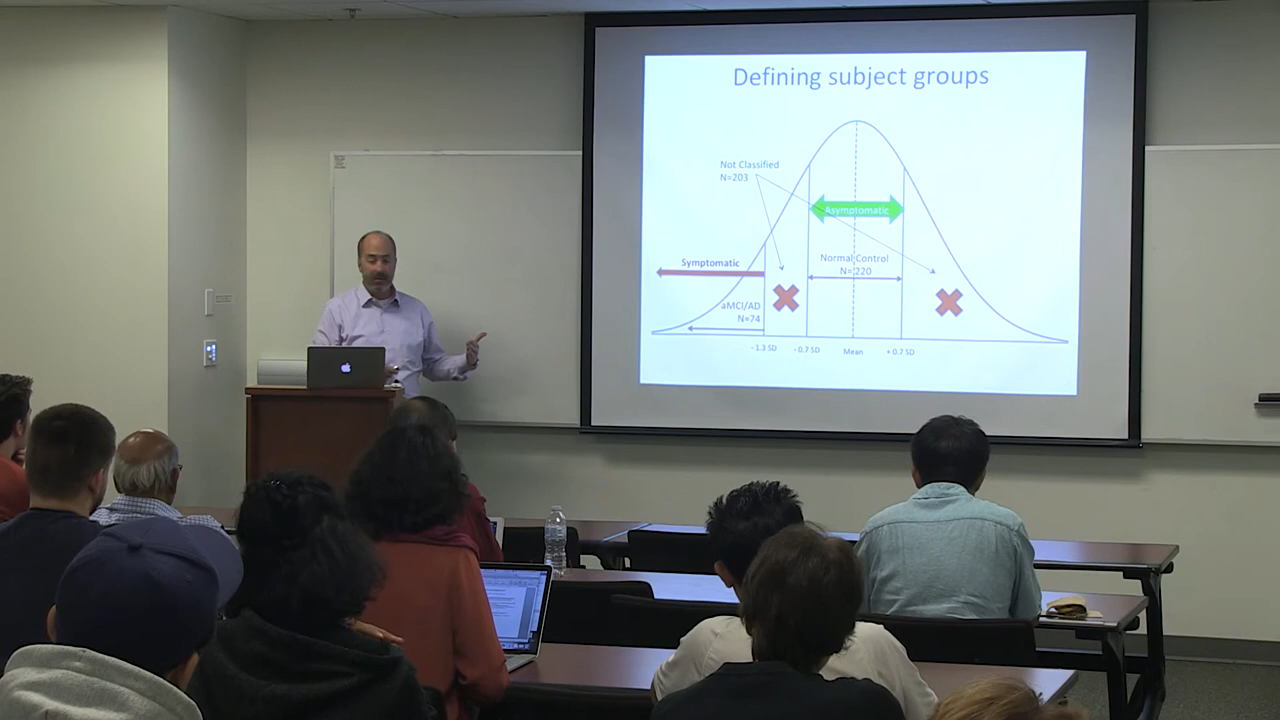 Defining subject groups
Not Classified
N=203
Asymptomatic
Symptomatic
Normal Control
N=220
aMCI/AD
N=74
- 1.3 SD
- 0.7 SD
Mean
+ 0.7 SD